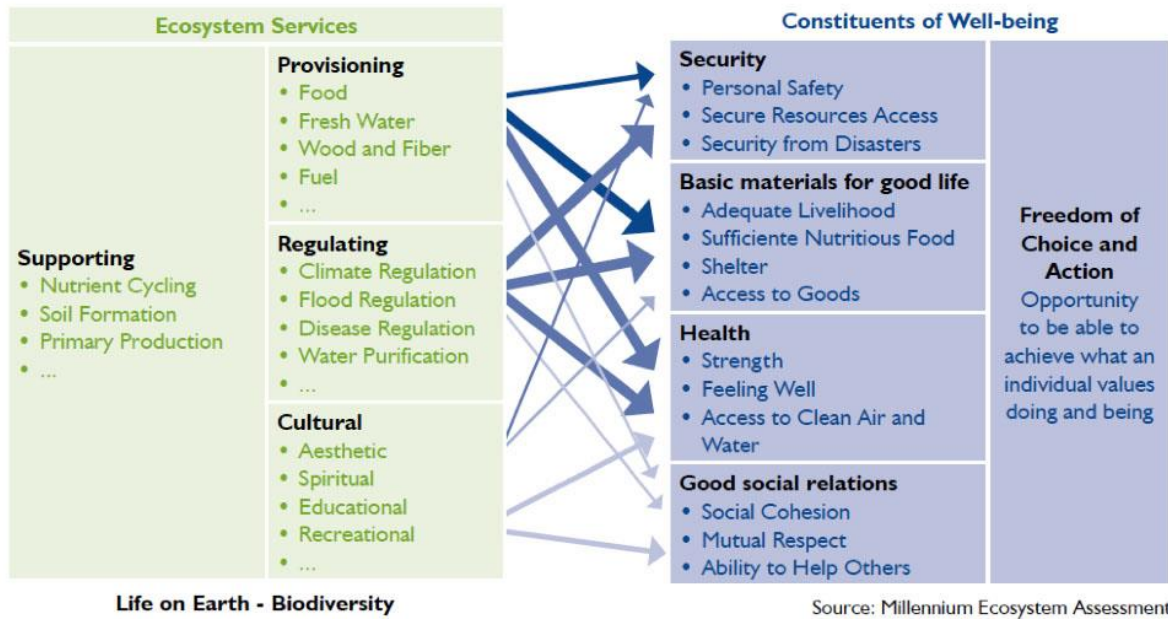 Ecosystem Services
Supporting
• Nutrient Cycling
• Soil Formation
• Primary Production
• ...
Provisioning
• Food
• Fresh Water
• Wood and Fiber
• Fuel
• ...
Regulating
• Climate Regulation
• Flood Regulation
• Disease Regulation
• Water Purification
• ...
Cultural
• Aesthetic
• Spiritual
• Educational
• Recreational
• ...
Life on Earth - Biodiversity
Constituents of Well-being
Security
• Personal Safety
• Secure Resources Access
• Security from Disasters
Basic materials for good life
• Adequate Livelihood
• Sufficiente Nutritious Food
• Shelter
• Access to Goods
Health
• Strength
• Feeling Well
• Access to Clean Air and
Water
Good social relations
• Social Cohesion
• Mutual Respect
• Ability to Help Others
Freedom of
Choice and
Action
Opportunity
to be able to
achieve what an
individual values
doing and being
Source: Millennium Ecosystem Assessment